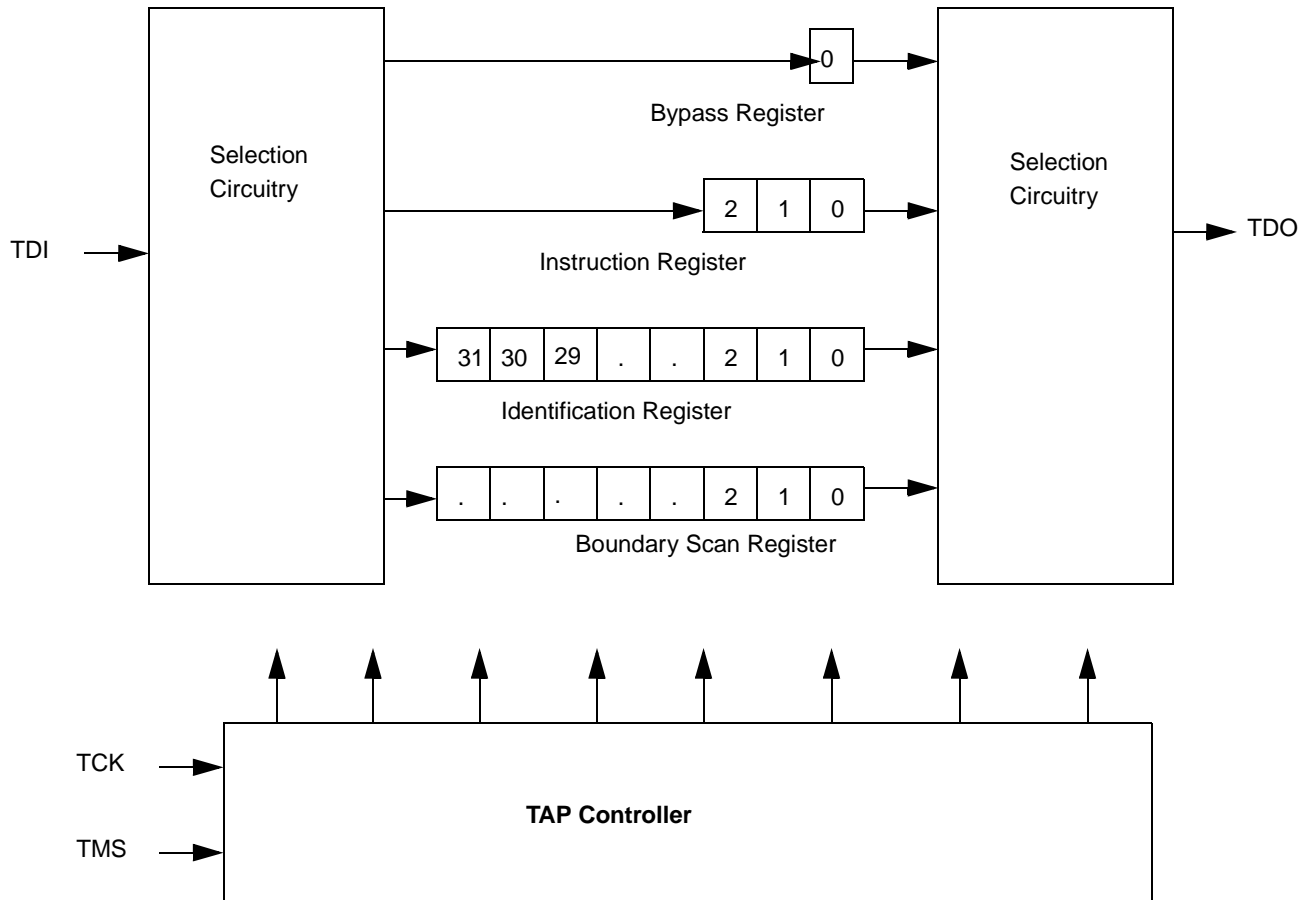 0
Bypass Register
Selection
Circuitry
Selection
Circuitry
2 1 0
TDI
TDO
Instruction Register
31 30 29 . . 2 1 0
Identification Register
. . . . . 2 1 0
Boundary Scan Register
TCK
TAP Controller
TMS